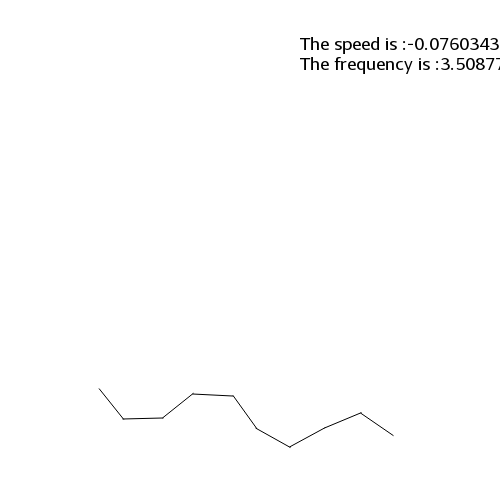 The speed is :-0.0760343
The frequency is :3.50877